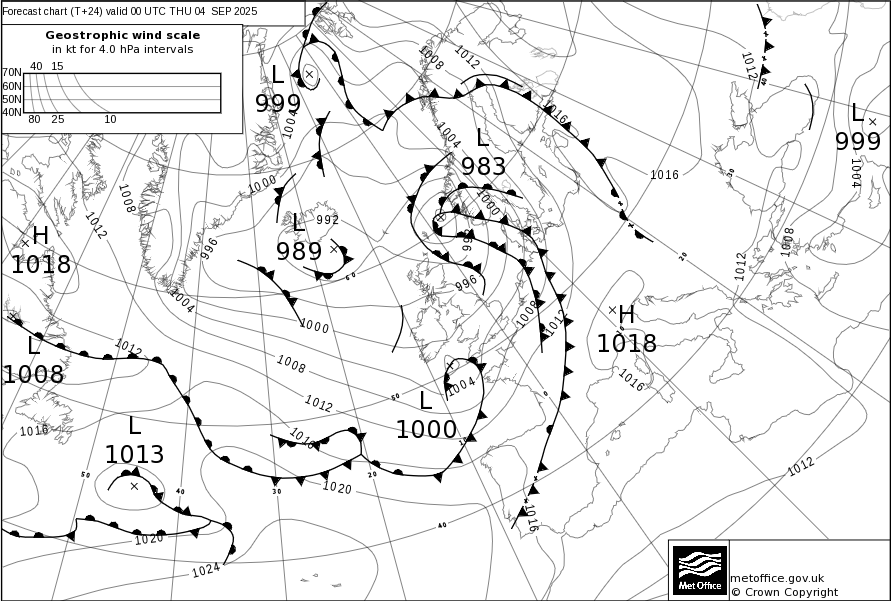 Forecast chart (T+24) valid 00 UTC THU 04 SEP 2025
Geostrophic wind scale
in kt for 4.0 hPa intervals
40 15
70N
60N
50N
40N
80 25 10
1008
1012
1012
L
999
1004
1016
L
999
40
1004
L
983
1016
1004
30
1000
1008
1012
992
1000
L
989
996
H
1018
992
20
1008
1012
60
996
1004
1000
1008
1012
H
1018
10
L
1008
1012
1008
1016
1004
0
50
1012
L
1000
1016
1016
10
L
1013
1012
50
40
30
20
1020
1016
40
1020
1024
Met Office
metoffice.gov.uk
© Crown Copyright